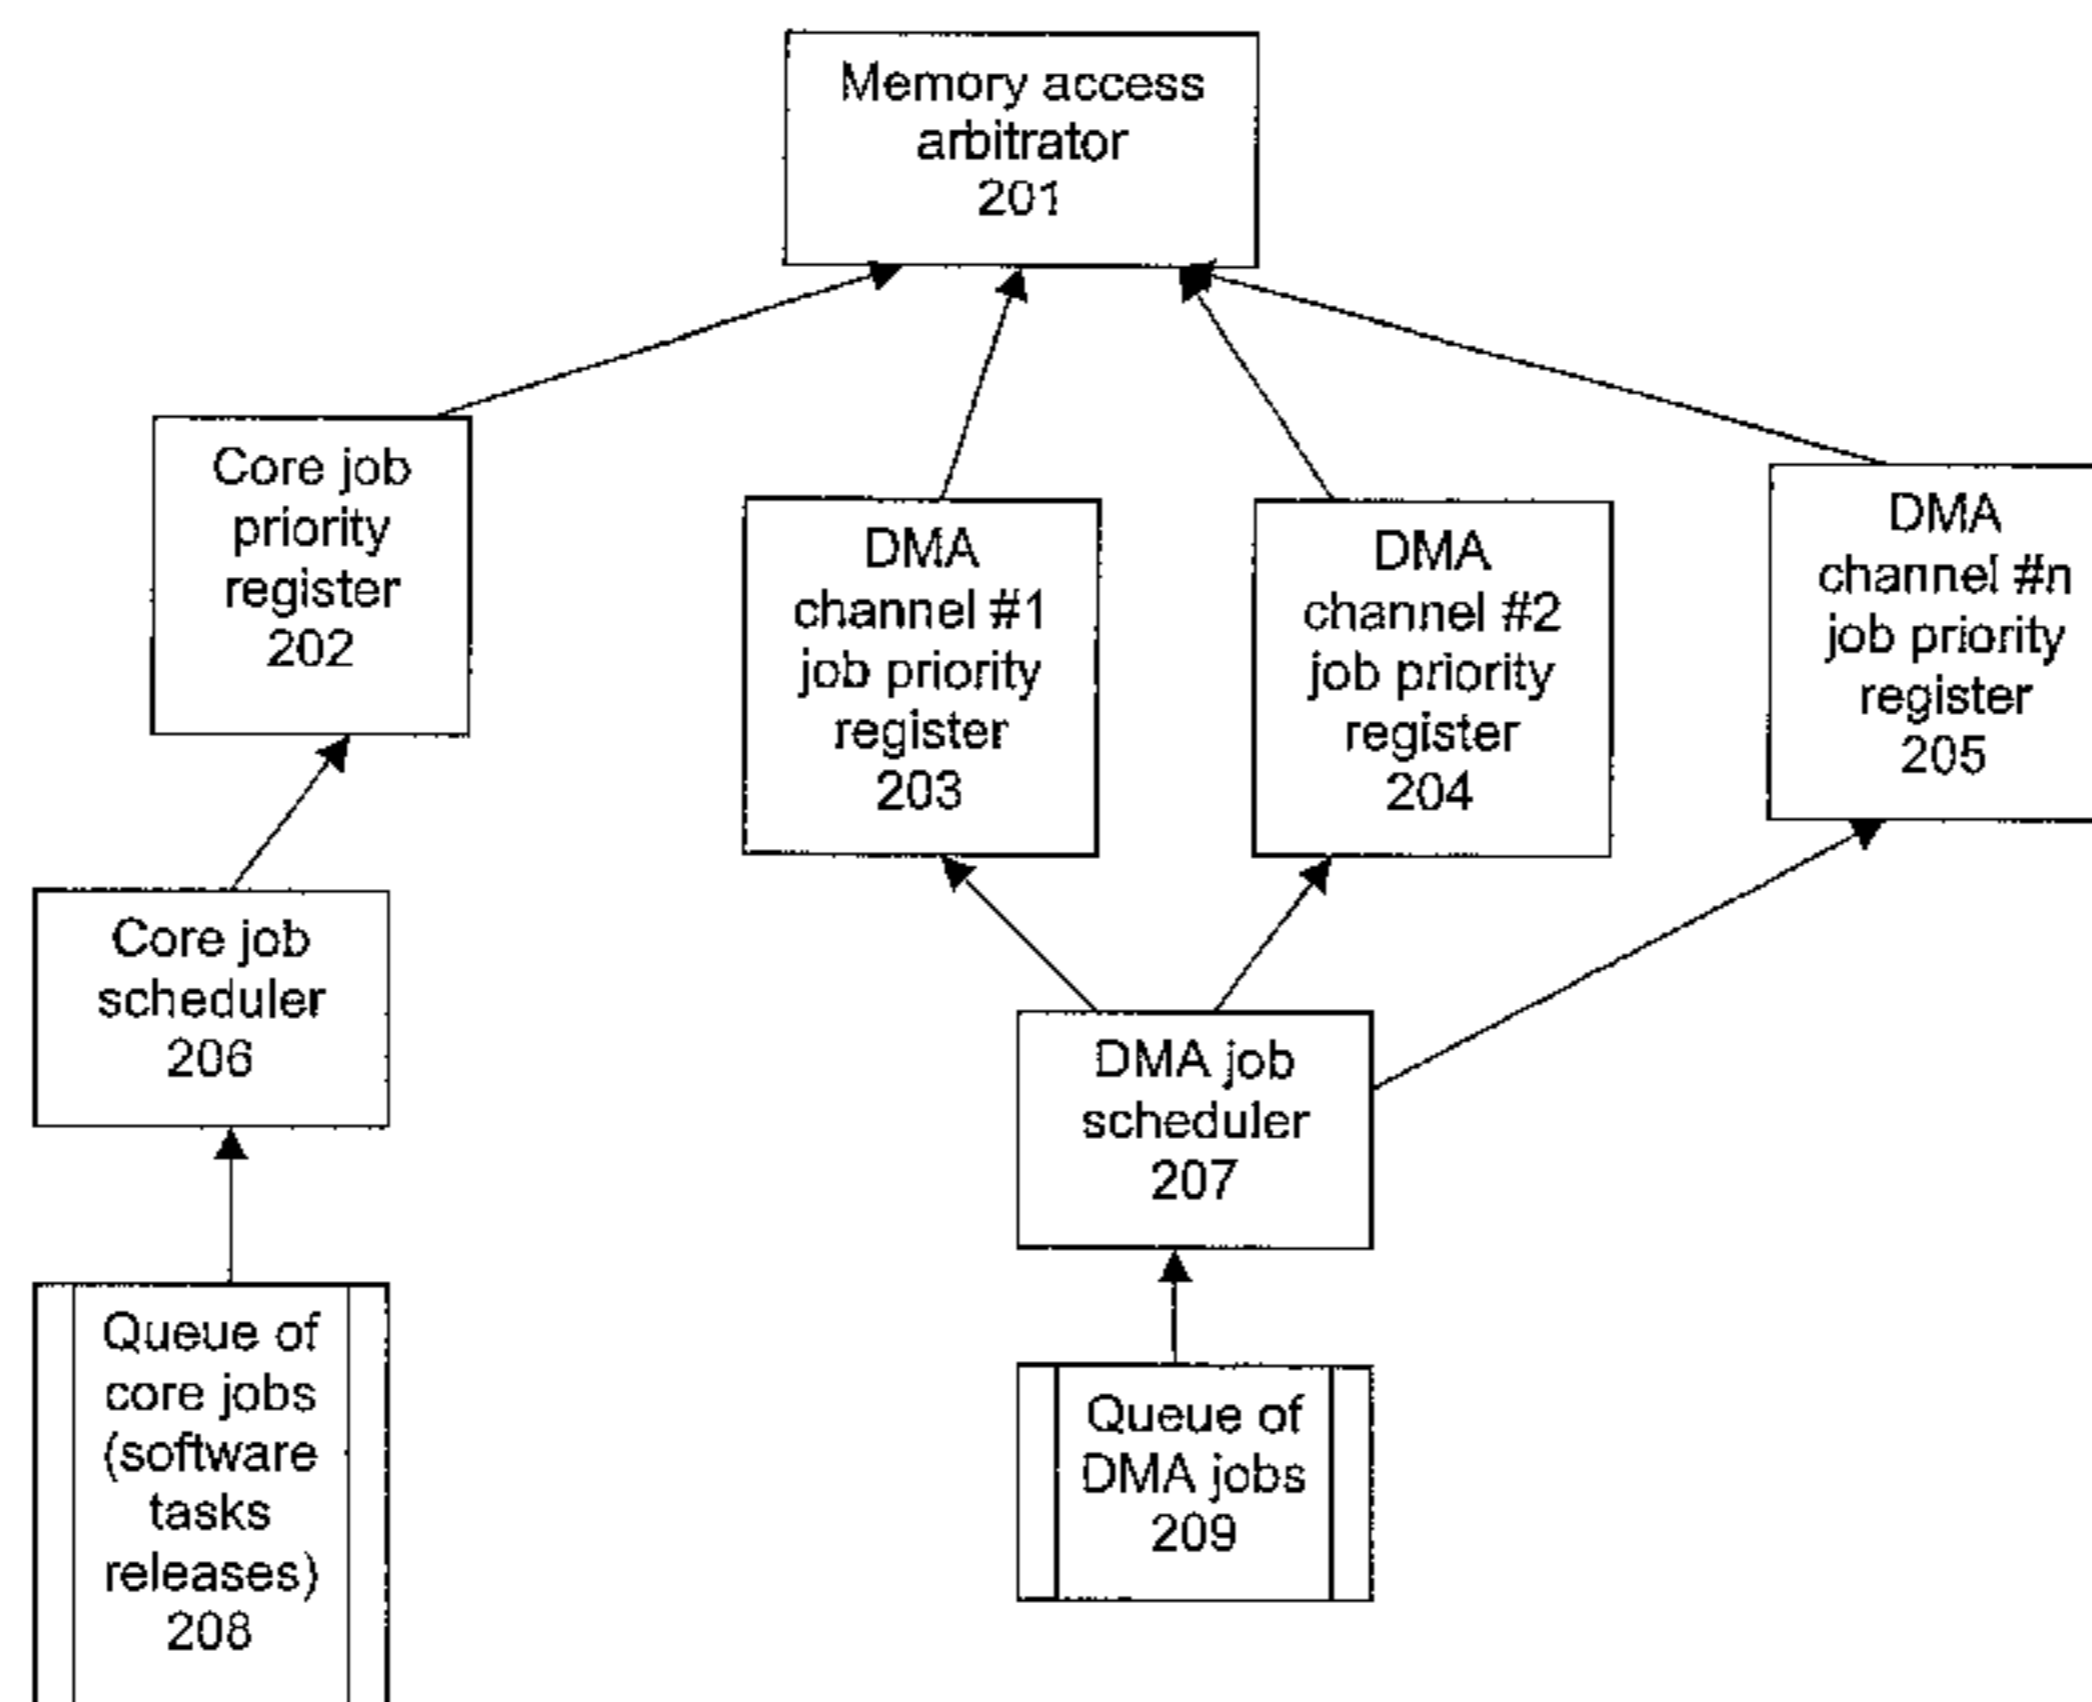 Memory access
arbitrator
201
Core job
priority
register
202
DMA
channel #1
job priority
register
203
DMA
channel #2
job priority
register
204
DMA
channel #n
job priority
register
205
Core job
scheduler
206
DMA job
scheduler
207
Queue of
core jobs
(software
tasks
releases)
208
Queue of
DMA jobs
209